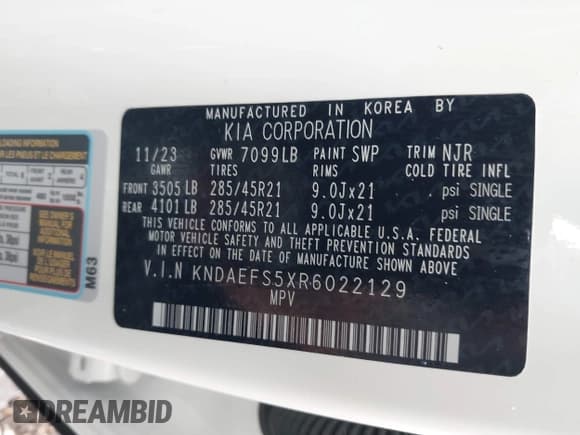 MANUFACTURED IN KOREA BY
KIA CORPORATION
11/23 GVWR 7099LB PAINT SWP TRIM NJR
GAWR TIRES RIMS COLD TIRE INFL
FRONT 3505 LB 285/45R21 9.0Jx21 psi SINGLE
REAR 4101 LB 285/45R21 9.0Jx21 psi SINGLE
THIS VEHICLE CONFORMS TO ALL APPLICABLE U.S.A. FEDERAL
MOTOR VEHICLE SAFETY AND THEFT PREVENTION STANDARDS
IN EFFECT ON THE DATE OF MANUFACTURE SHOWN ABOVE.
V.I.N KNDAEFS5XR6022129
MPV
LOADING INFORMATION
M63
DREAMBID